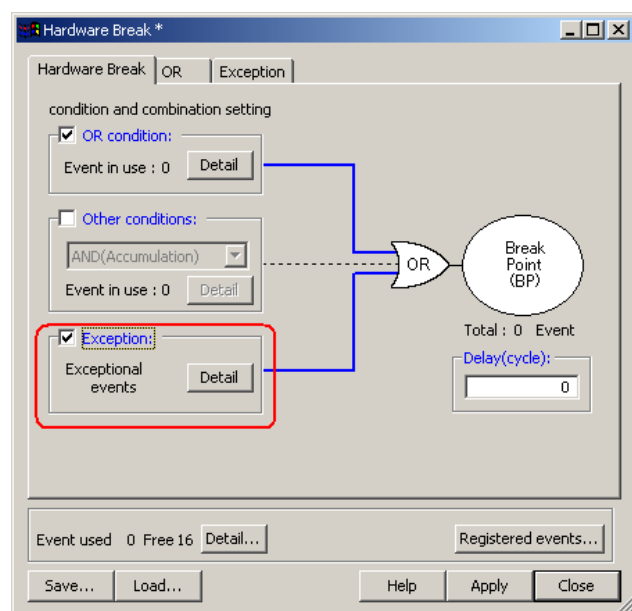 Hardware Break *
Hardware Break OR Exception
condition and combination setting
OR condition:
Event in use : 0 Detail
Other conditions:
AND(Accumulation)
Event in use : 0 Detail
Exception:
Exceptional
events
Detail
OR
Break
Point
(BP)
Total : 0 Event
Delay(cycle):
0
Event used 0 Free 16 Detail... Registered events...
Save... Load... Help Apply Close